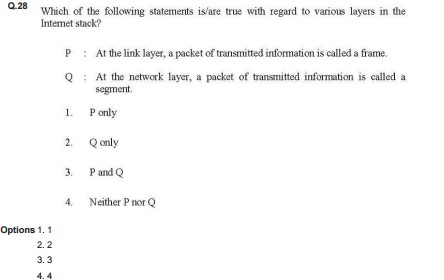 Q.28 Which of the following statements is/are true with regard to various layers in the
Internet stack?
P : At the link layer, a packet of transmitted information is called a frame.
Q : At the network layer, a packet of transmitted information is called a
segment.
1. P only
2. Q only
3. P and Q
4. Neither P nor Q
Options 1. 1
2. 2
3. 3
4. 4